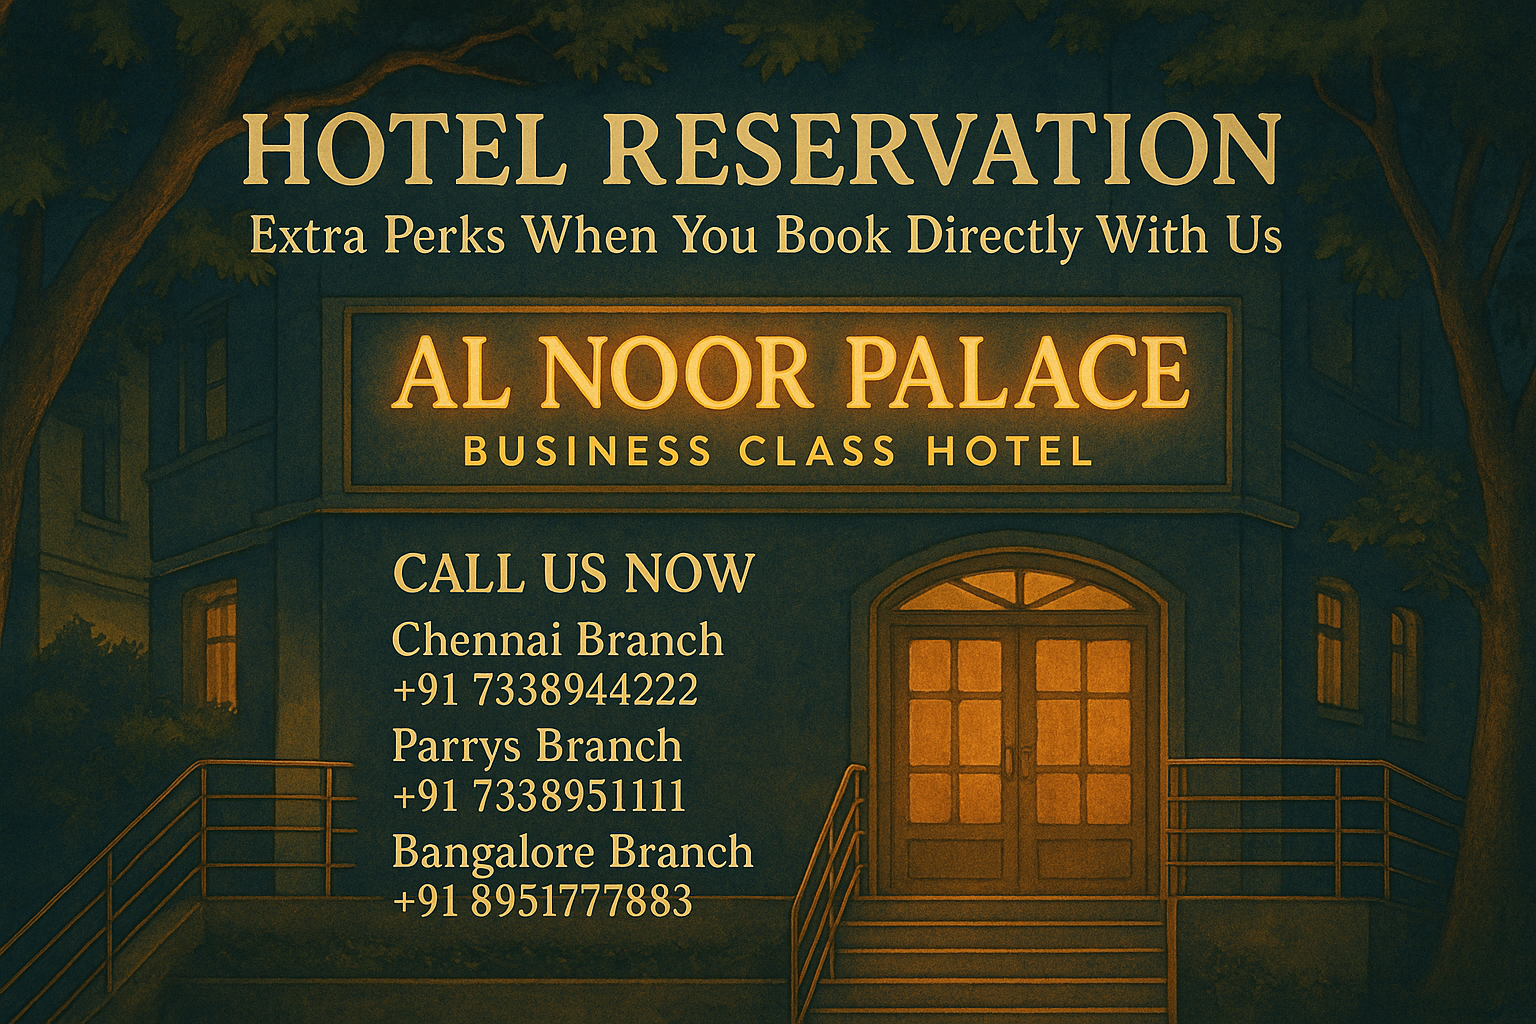 HOTEL RESERVATION
Extra Perks When You Book Directly With Us
AL NOOR PALACE
BUSINESS CLASS HOTEL
CALL US NOW
Chennai Branch
+91 7338944222
Parrys Branch
+91 7338951111
Bangalore Branch
+91 8951777883